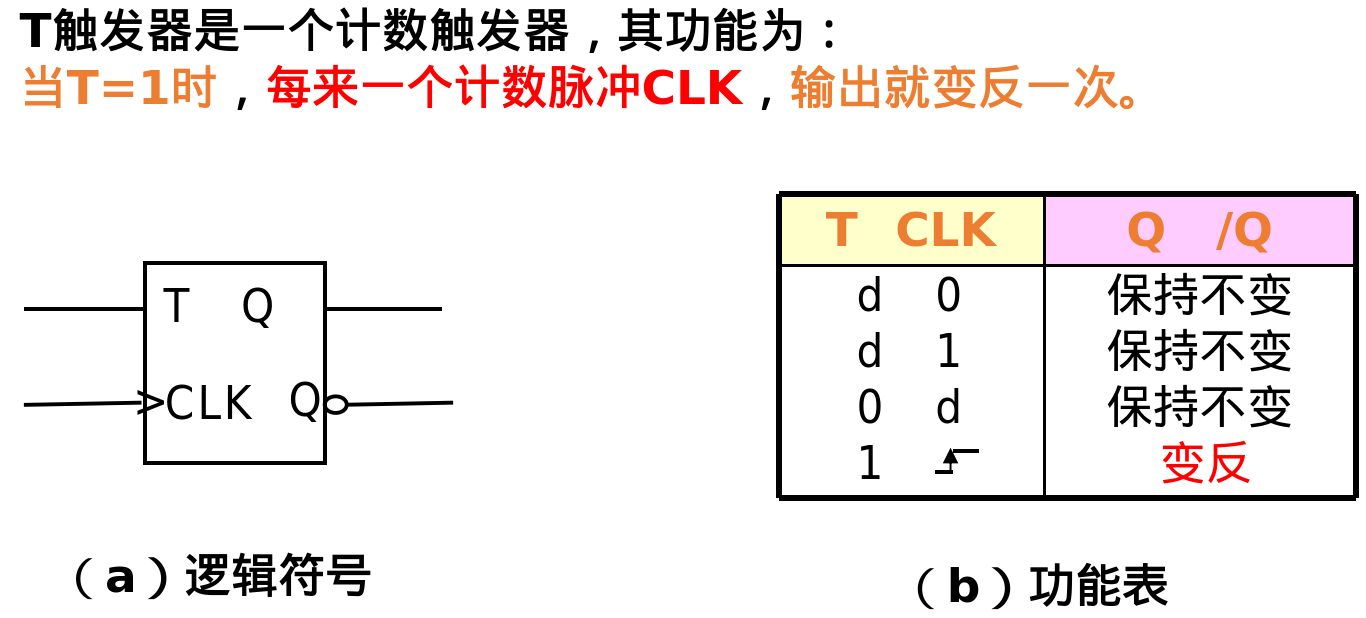 T触发器是一个计数触发器，其功能为：
当T=1时，每来一个计数脉冲CLK，输出就变反一次。
T Q
>CLK Q
T CLK Q /Q
d 0 保持不变
d 1 保持不变
0 d 保持不变
1 变反
（a）逻辑符号
（b）功能表